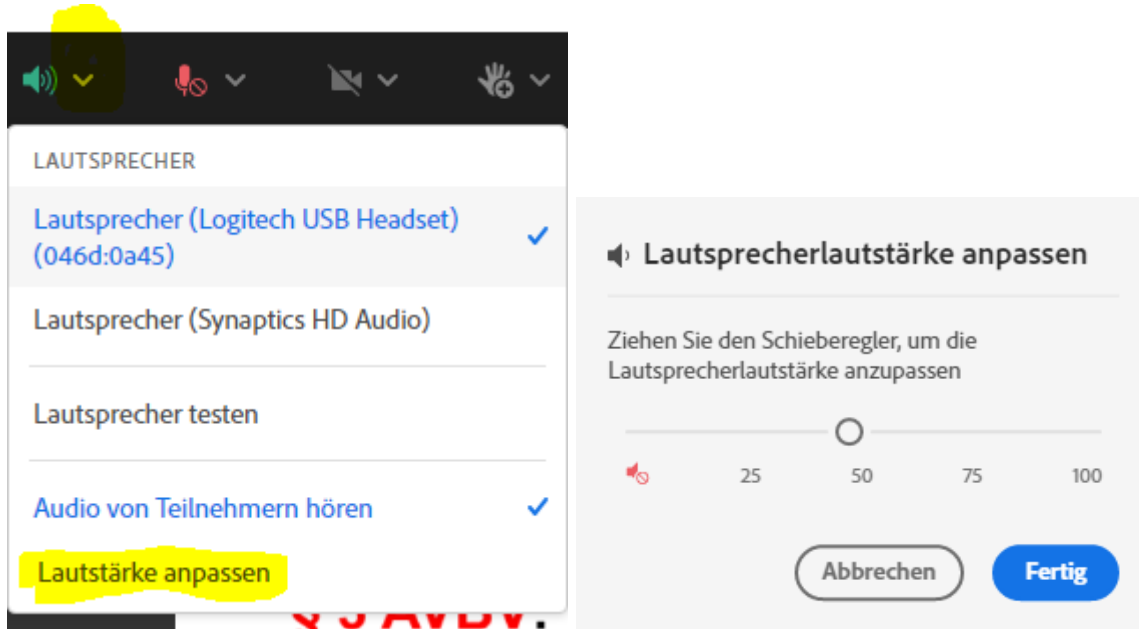 LAUTSPRECHER
Lautsprecher (Logitech USB Headset)
(046d:0a45)
Lautsprecher (Synaptics HD Audio)
Lautsprecher testen
Audio von Teilnehmern hören
Lautstärke anpassen
Lautsprecherlautstärke anpassen
Ziehen Sie den Schieberegler, um die
Lautsprecherlautstärke anzupassen
25 50 75 100
Abbrechen Fertig